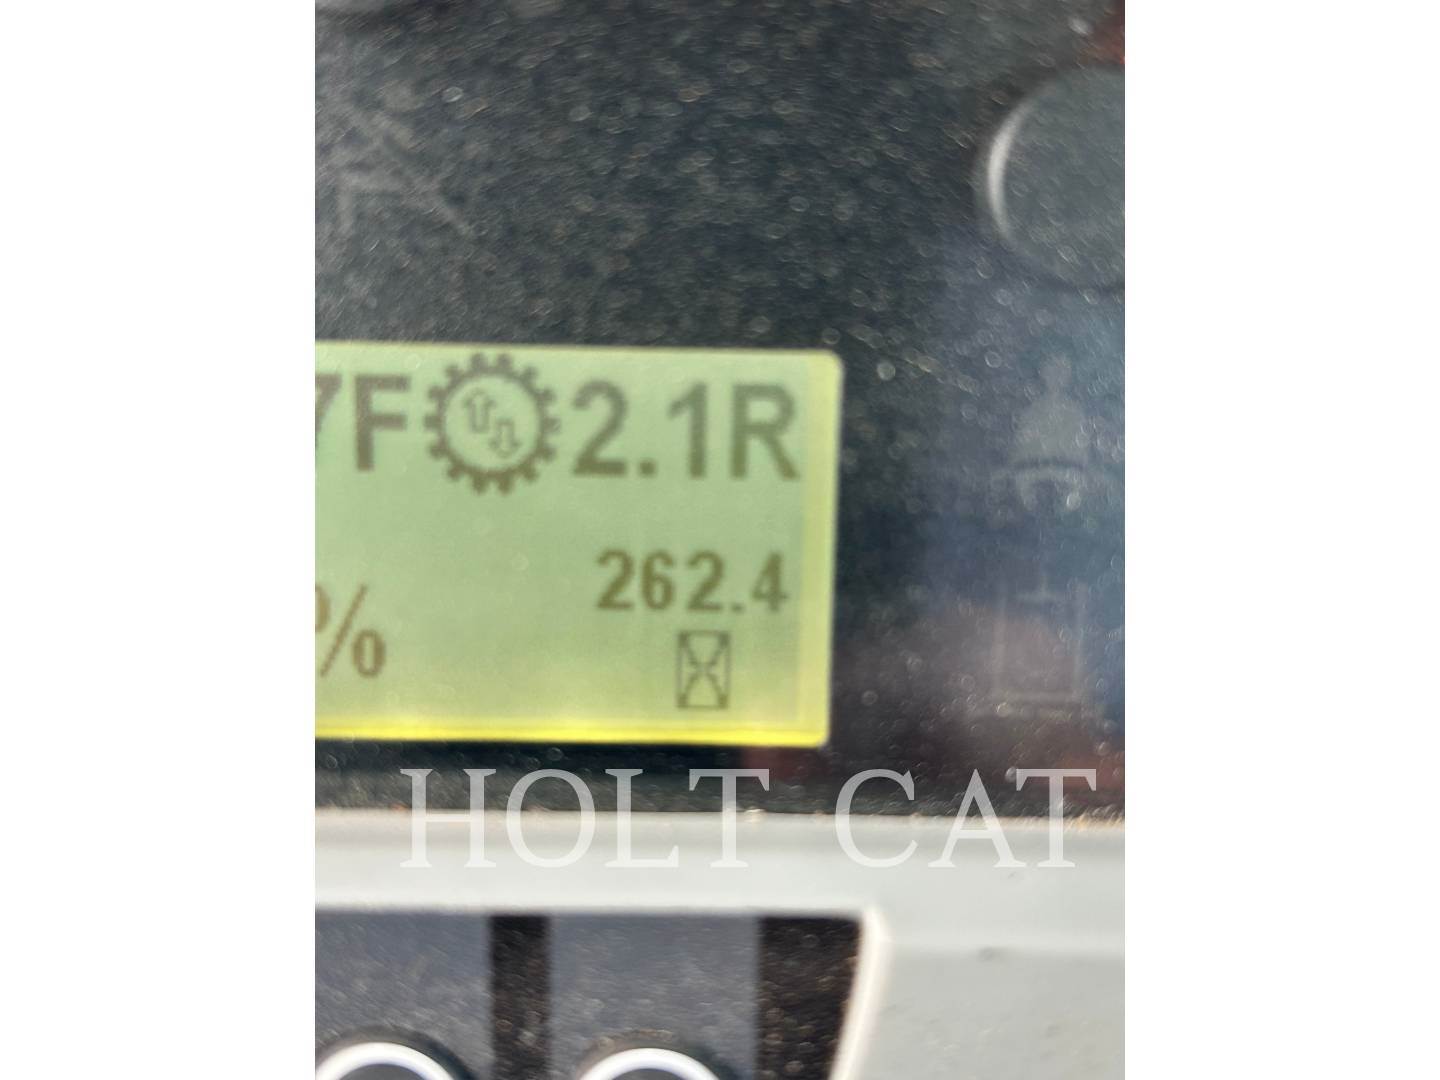 7F 2.1R
262.4
%
HOLT CAT